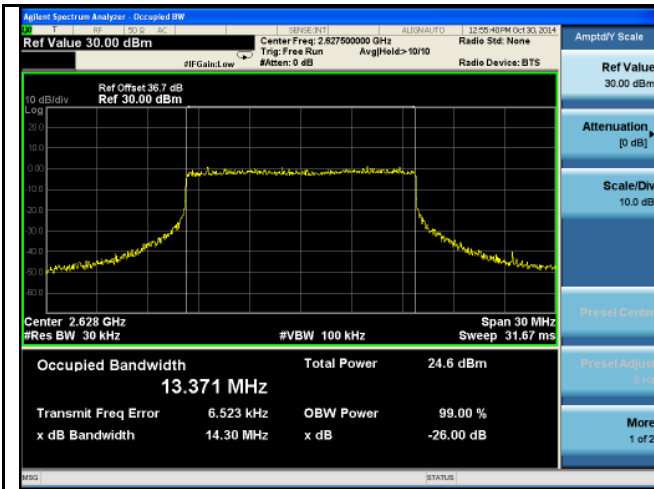 Agilent Spectrum Analyzer - Occupied BW
T RF 50 Ω AC SENSE:INT ALIGNAUTO 12:55:40PM Oct 30, 2014
Ref Value 30.00 dBm
Center Freq: 2.627500000 GHz
Radio Std: None
Trig: Free Run Avg|Hold:>10/10
#IFGain:Low
#Atten: 0 dB
Radio Device: BTS
Ref Offset 36.7 dB
10 dB/div Ref 30.00 dBm
Log
20.0
10.0
0.00
-10.0
-20.0
-30.0
-40.0
-50.0
-60.0
Center 2.628 GHz Span 30 MHz
#Res BW 30 kHz #VBW 100 kHz Sweep 31.67 ms
Occupied Bandwidth Total Power 24.6 dBm
13.371 MHz
Transmit Freq Error 6.523 kHz OBW Power 99.00 %
x dB Bandwidth 14.30 MHz x dB -26.00 dB
MSG STATUS
Amptd/Y Scale
Ref Value
30.00 dBm
Attenuation
[0 dB]
Scale/Div
10.0 dB
Presel Center
Presel Adjust
0 Hz
More
1 of 2